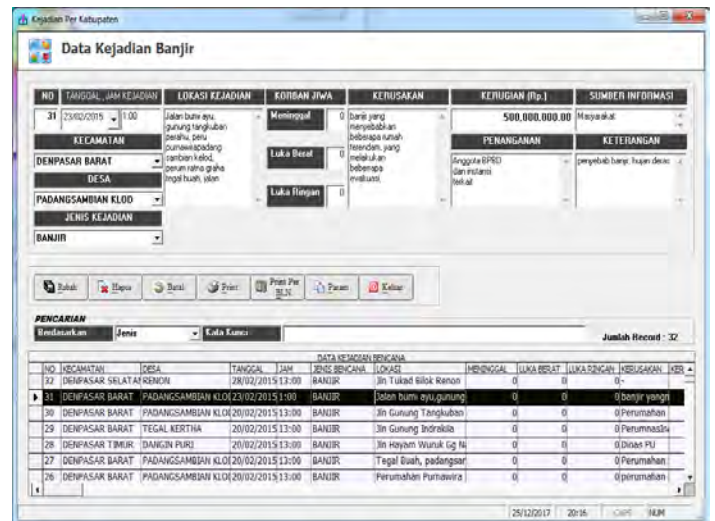 Kejadian Per Kabupaten
Data Kejadian Banjir
NO TANGGAL, JAM KEJADIAN LOKASI KEJADIAN KORBAN JIWA KERUSAKAN KERUGIAN (Rp.) SUMBER INFORMASI
31 23/02/2015 1:00
Jalan bumi ayu,
gunung tangkuban
perahu, peru
purnawirapadang
sambian kelod,
perum ratna graha
tegal buah, jalan
Meninggal 0
Luka Berat 0
Luka Ringan 0
banjir yang
menyebabkan
beberapa rumah
terendam, yang
melakukan
beberapa
evaluasi,
500,000,000.00
Masyarakat
KECAMATAN
PENANGANAN KETERANGAN
DENPASAR BARAT
Anggota BPBD
dan instansi
terkait
penyebab banjir, hujan deras
DESA
PADANGSAMBIAN KLOD
JENIS KEJADIAN
BANJIR
Rubah Hapus Batal Print Print Per BLN Param Keluar
PENCARIAN
Berdasarkan Jenis Kata Kunci Jumlah Record : 32
DATA KEJADIAN BENCANA
NO KECAMATAN DESA TANGGAL JAM JENIS BENCANA LOKASI MENINGGAL LUKA BERAT LUKA RINGAN KERUSAKAN KER
32 DENPASAR SELATAN RENON 28/02/2015 13:00 BANJIR Jln Tukad Bilok Renon 0 0 0 -
31 DENPASAR BARAT PADANGSAMBIAN KLOD 23/02/2015 1:00 BANJIR Jalan bumi ayu,gunung 0 0 0 banjir yang
30 DENPASAR BARAT PADANGSAMBIAN KLOD 20/02/2015 13:00 BANJIR Jln Gunung Tangkuban 0 0 0 Perumahan
29 DENPASAR BARAT TEGAL KERTHA 20/02/2015 13:00 BANJIR Jln Gunung Indrakila 0 0 0
28 DENPASAR TIMUR DANGIN PURI 20/02/2015 13:00 BANJIR Jln Hayam Wuruk Gg 0 0 0 Dinas PU
27 DENPASAR BARAT PADANGSAMBIAN KLOD 20/02/2015 13:00 BANJIR Tegal Buah, padangsar 0 0 0 Perumahan
26 DENPASAR BARAT PADANGSAMBIAN KLOD 20/02/2015 13:00 BANJIR Perumahan Purnawira 0 0 0 perumahan
25/12/2017 20:16 CAPS NUM